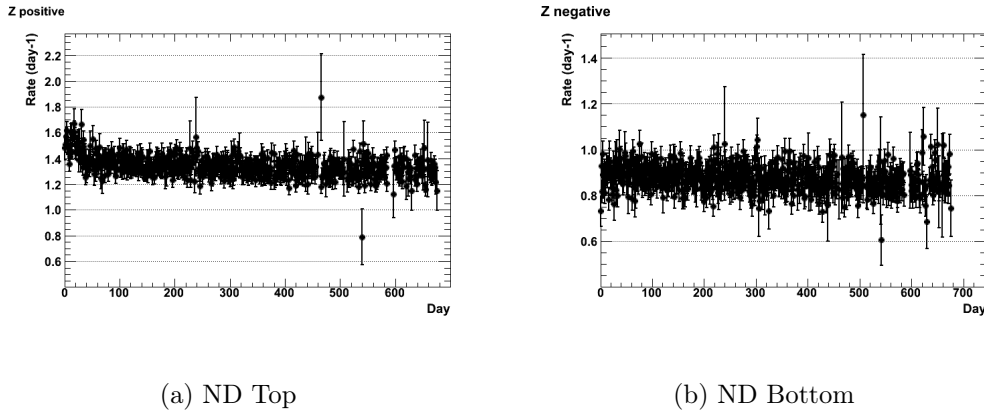 Z positive
Rate (day-1)
2.2
2.0
1.8
1.6
1.4
1.2
1.0
0.8
0.6
0 100 200 300 400 500 600
Day
(a) ND Top
Z negative
Rate (day-1)
1.4
1.2
1.0
0.8
0.6
0 100 200 300 400 500 600 700
Day
(b) ND Bottom